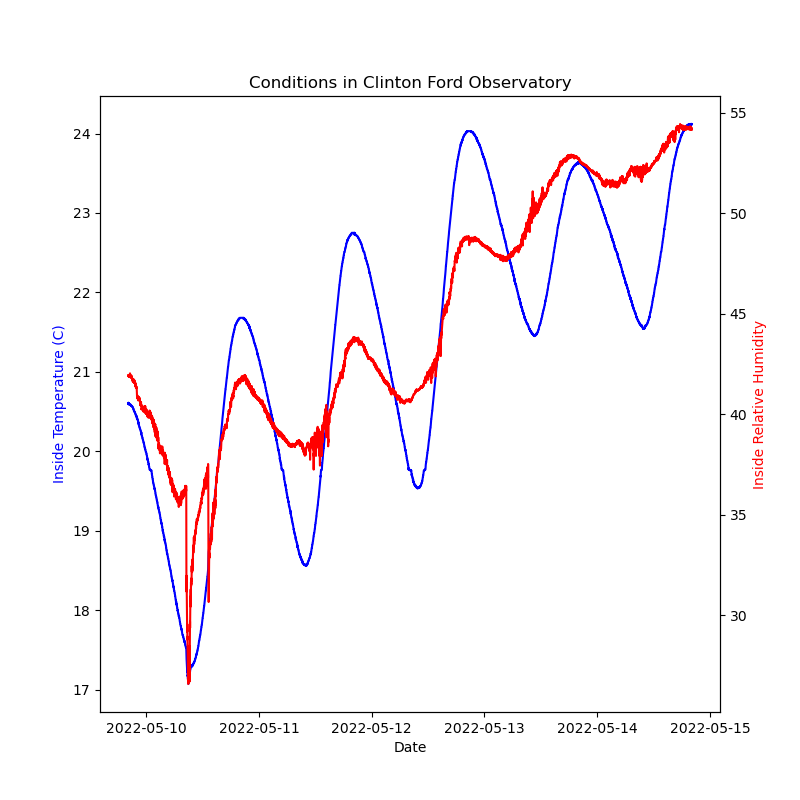 Conditions in Clinton Ford Observatory
Inside Temperature (C)
24
23
22
21
20
19
18
17
55
50
45
40
35
30
Inside Relative Humidity
2022-05-10 2022-05-11 2022-05-12 2022-05-13 2022-05-14 2022-05-15
Date